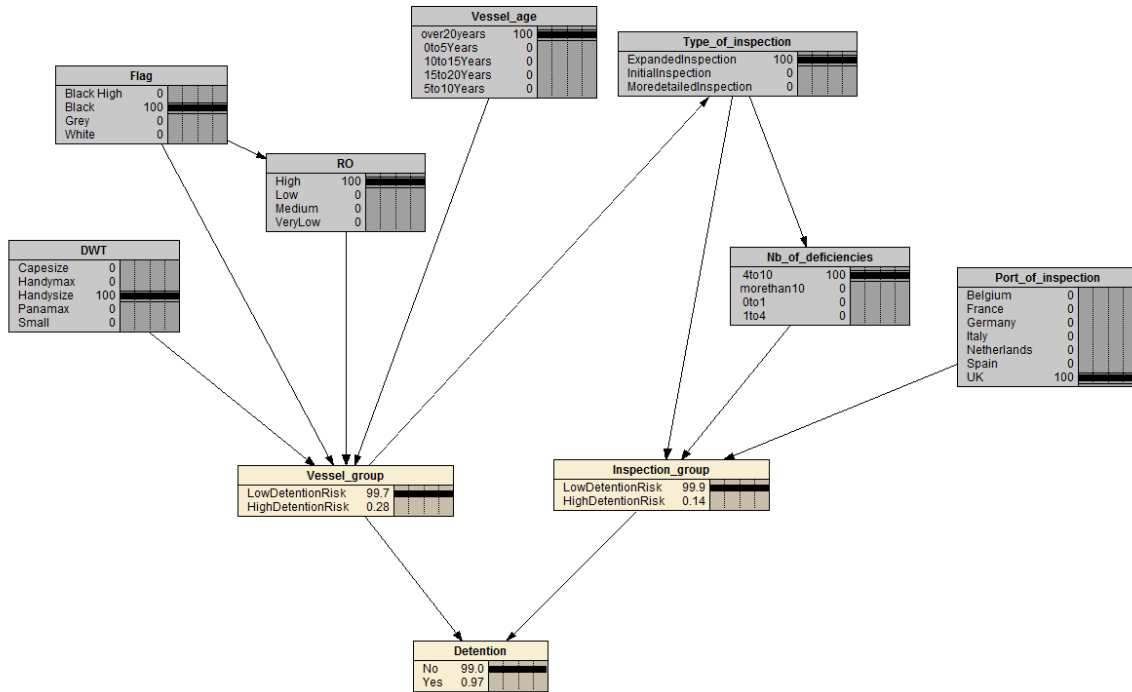 Vessel_age
over20years 100
0to5Years 0
10to15Years 0
15to20Years 0
5to10Years 0
Type_of_inspection
ExpandedInspection 100
InitialInspection 0
MoredetailedInspection 0
Flag
Black High 0
Black 100
Grey 0
White 0
RO
High 100
Low 0
Medium 0
VeryLow 0
DWT
Capesize 0
Handymax 0
Handysize 100
Panamax 0
Small 0
Nb_of_deficiencies
4to10 100
morethan10 0
0to1 0
1to4 0
Port_of_inspection
Belgium 0
France 0
Germany 0
Italy 0
Netherlands 0
Spain 0
UK 100
Vessel_group
LowDetentionRisk 99.7
HighDetentionRisk 0.28
Inspection_group
LowDetentionRisk 99.9
HighDetentionRisk 0.14
Detention
No 99.0
Yes 0.97